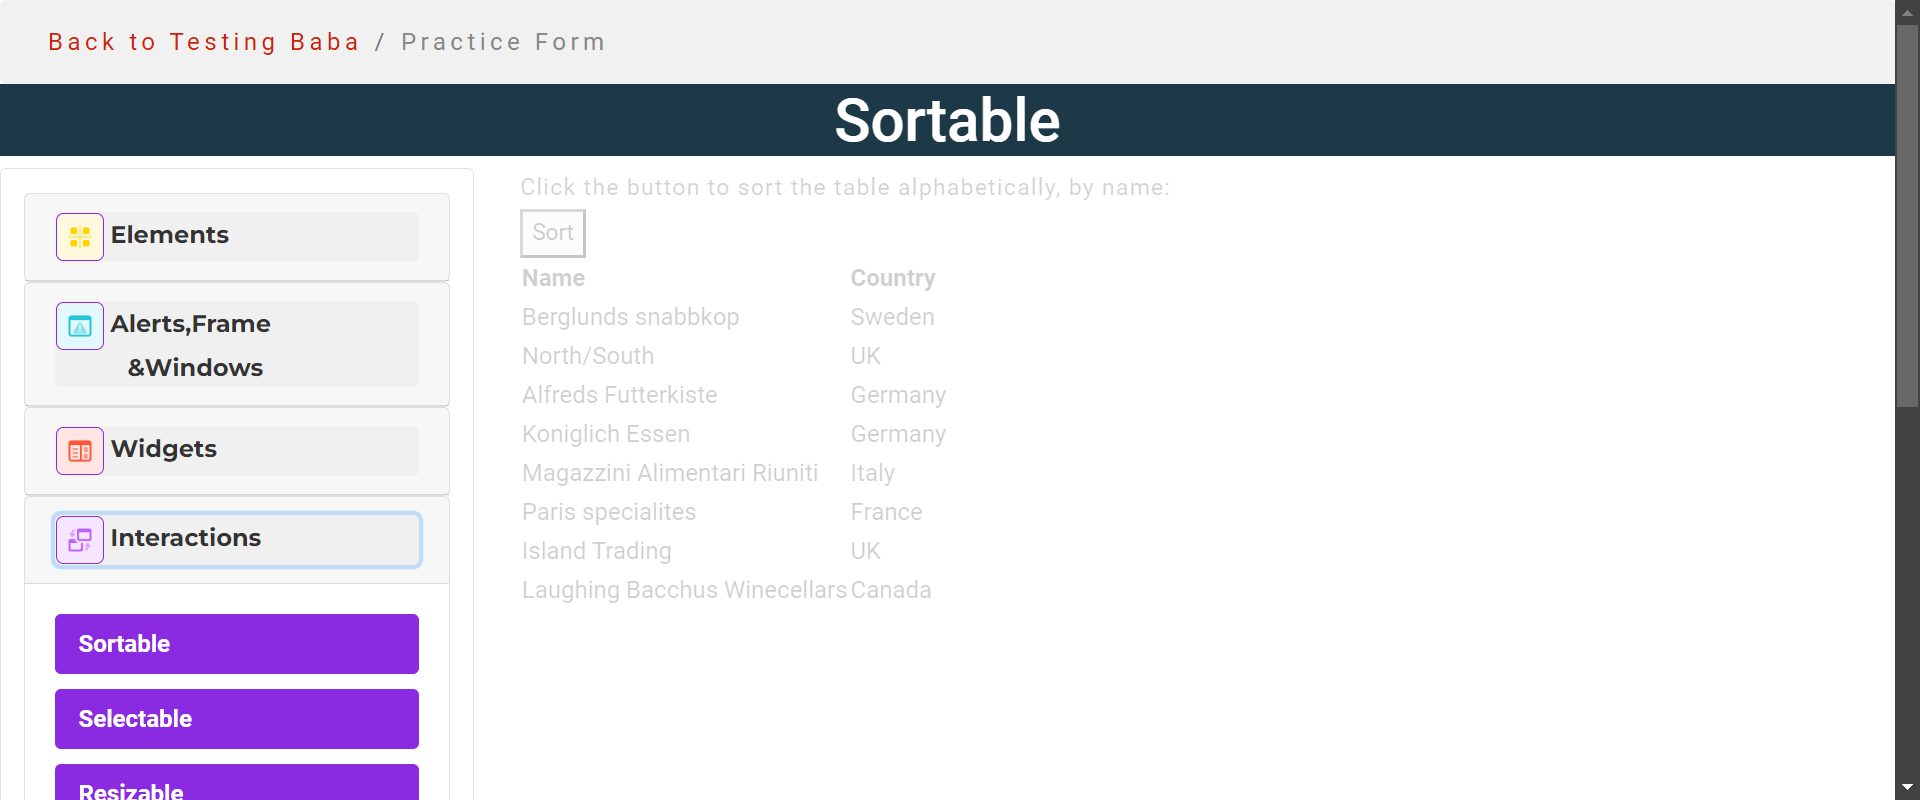 Back to Testing Baba / Practice Form
Sortable
Elements
Alerts,Frame
&Windows
Widgets
Interactions
Sortable
Selectable
Resizable
Click the button to sort the table alphabetically, by name:
Sort
Name Country
Berglunds snabbkop Sweden
North/South UK
Alfreds Futterkiste Germany
Koniglich Essen Germany
Magazzini Alimentari Riuniti Italy
Paris specialites France
Island Trading UK
Laughing Bacchus Winecellars Canada